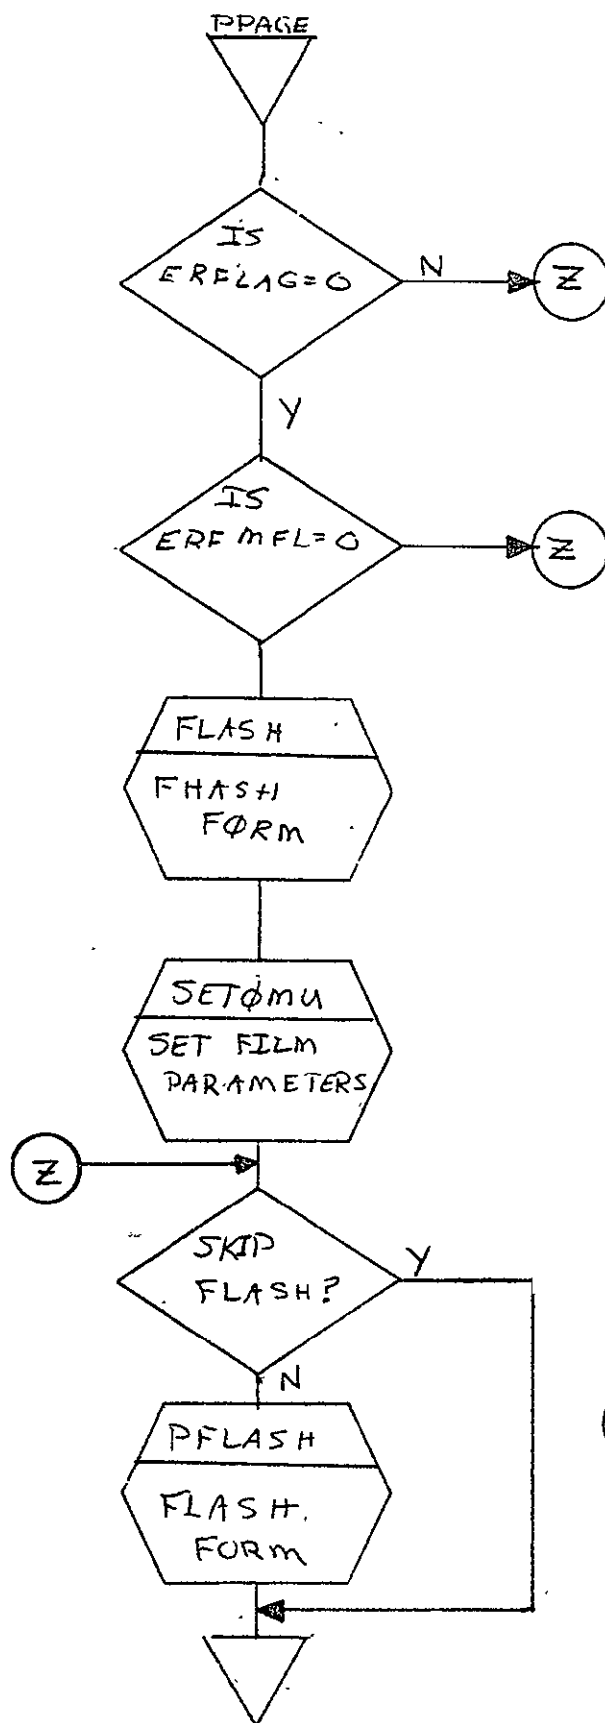 PPAGE
IS
ERFLAG=0
N
Z
Y
IS
ERFMFL=0
Z
FLASH
FHASH
FØRM
SETØMU
SET FILM
PARAMETERS
Z
SKIP
FLASH?
Y
N
PFLASH
FLASH.
FORM